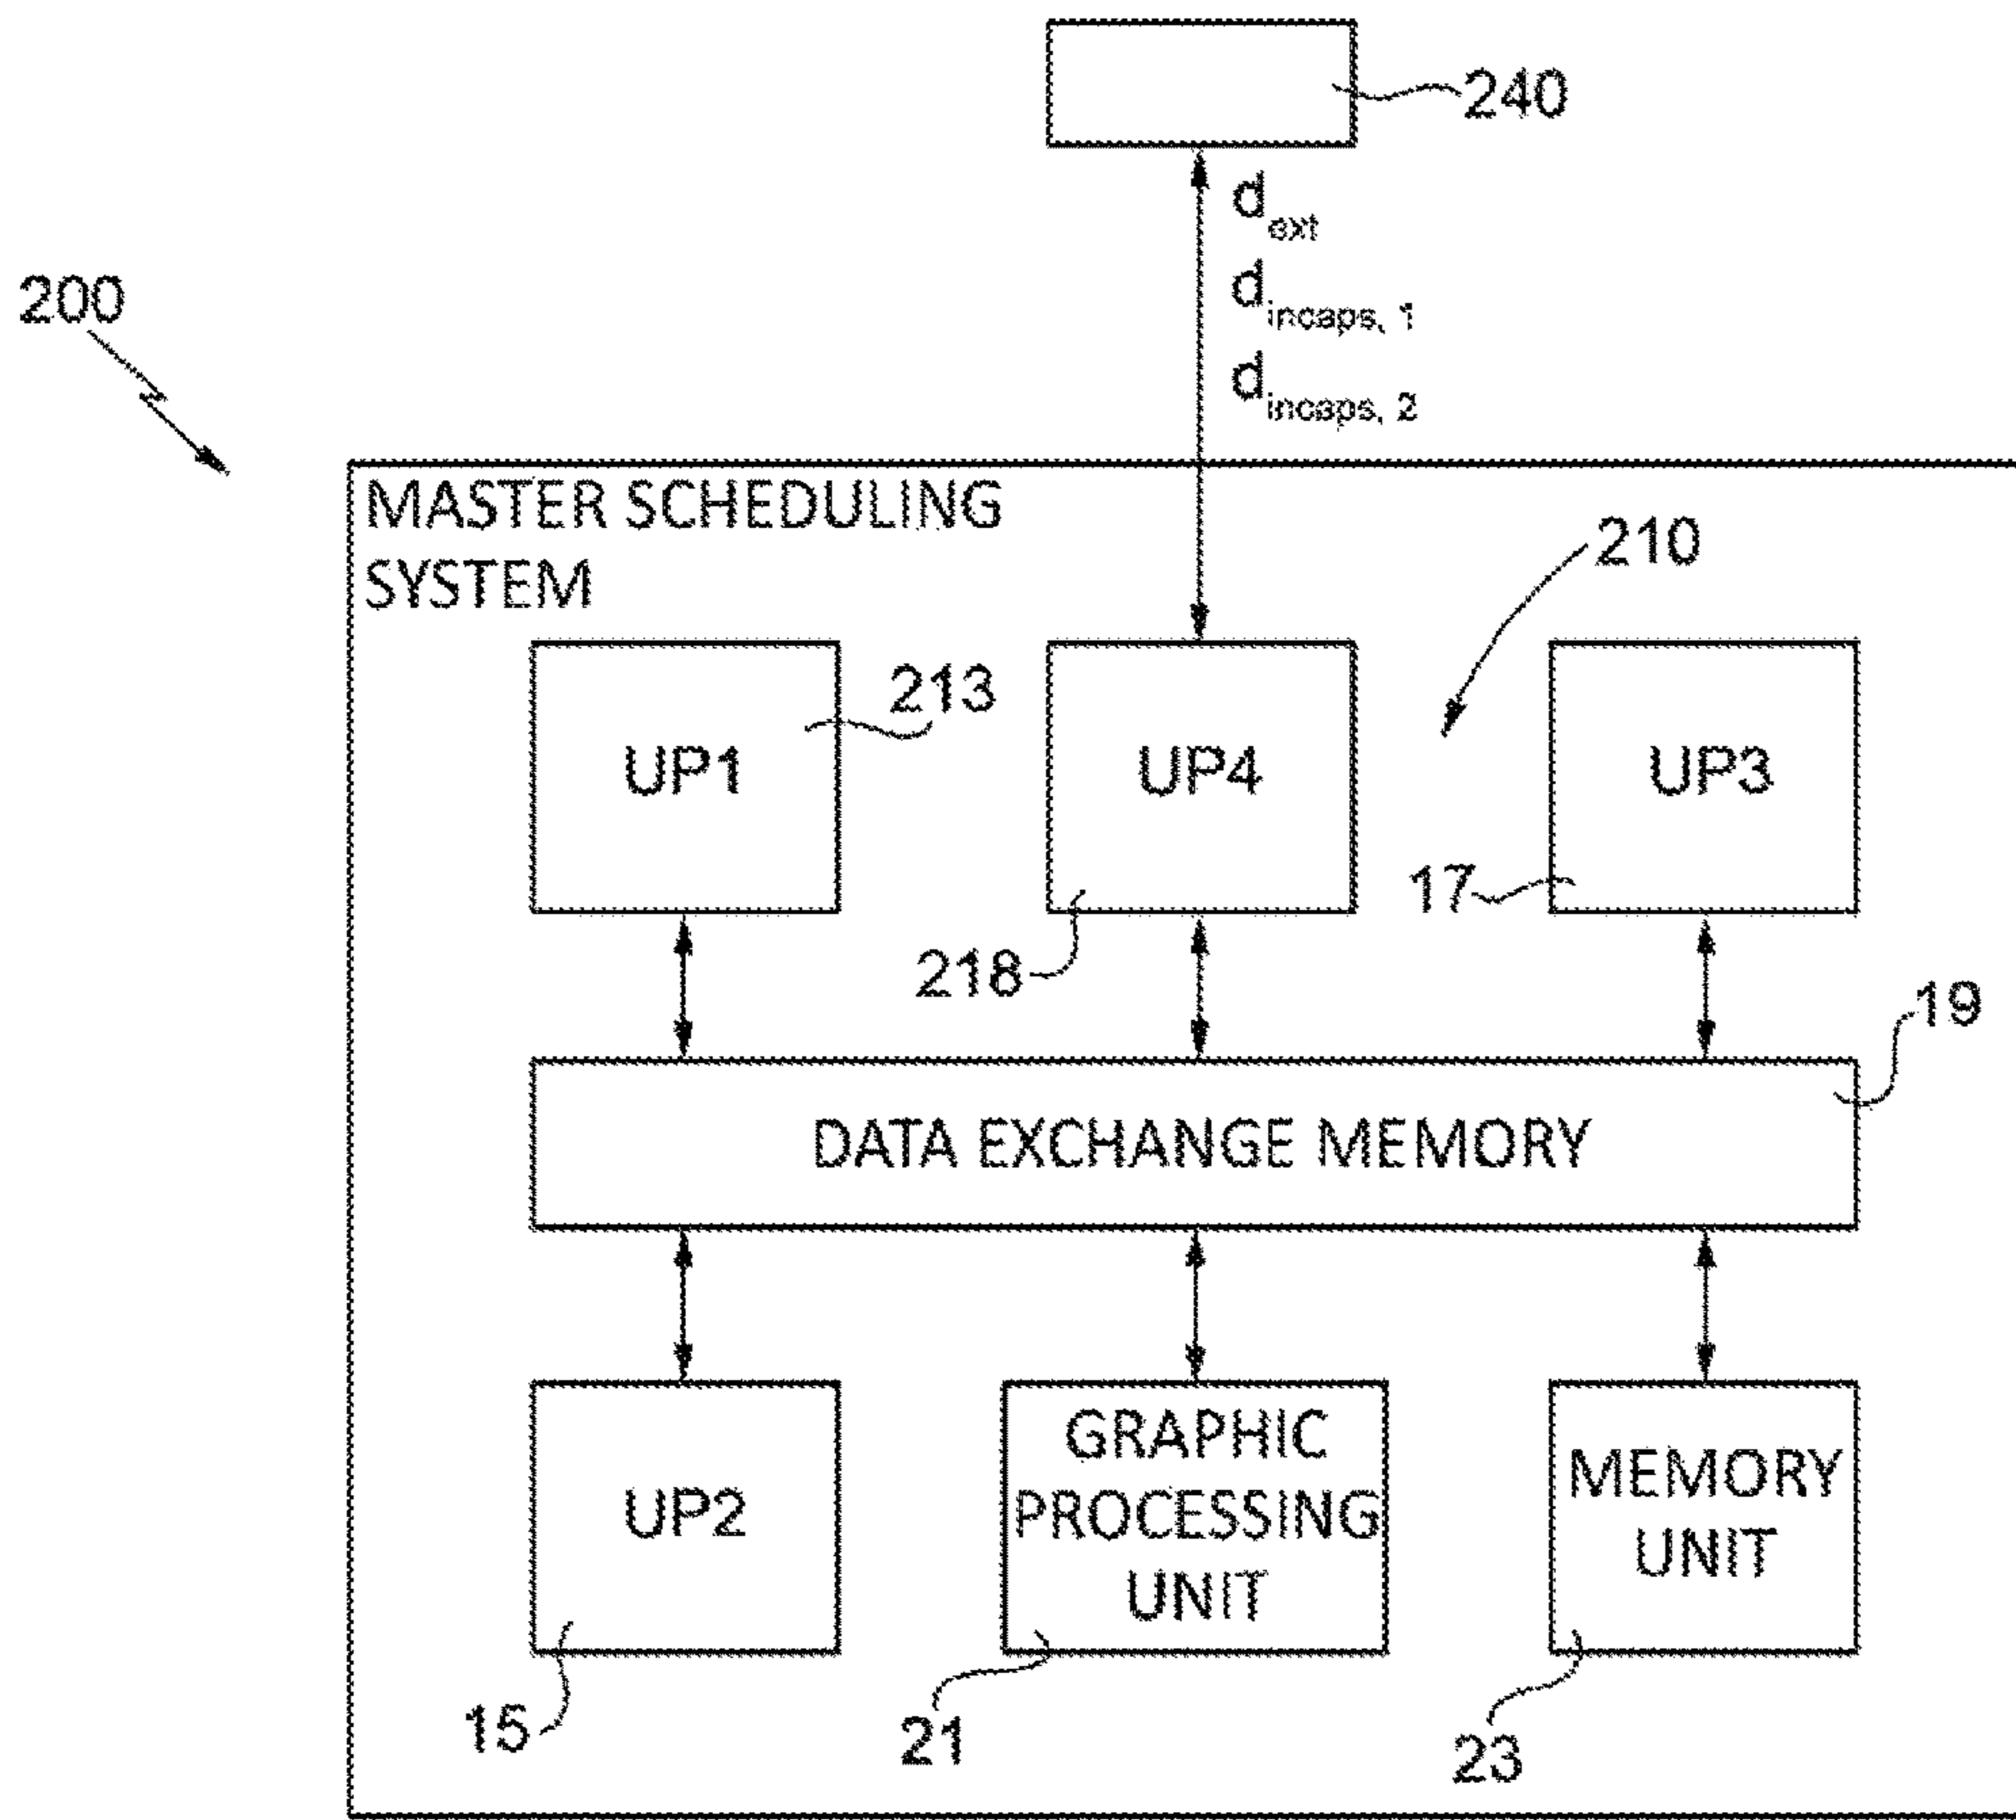 240
d ext
d incaps, 1
d incaps, 2
200
MASTER SCHEDULING
SYSTEM
210
213
UP1
UP4
UP3
17
218
19
DATA EXCHANGE MEMORY
UP2
GRAPHIC
PROCESSING
UNIT
MEMORY
UNIT
15
21
23